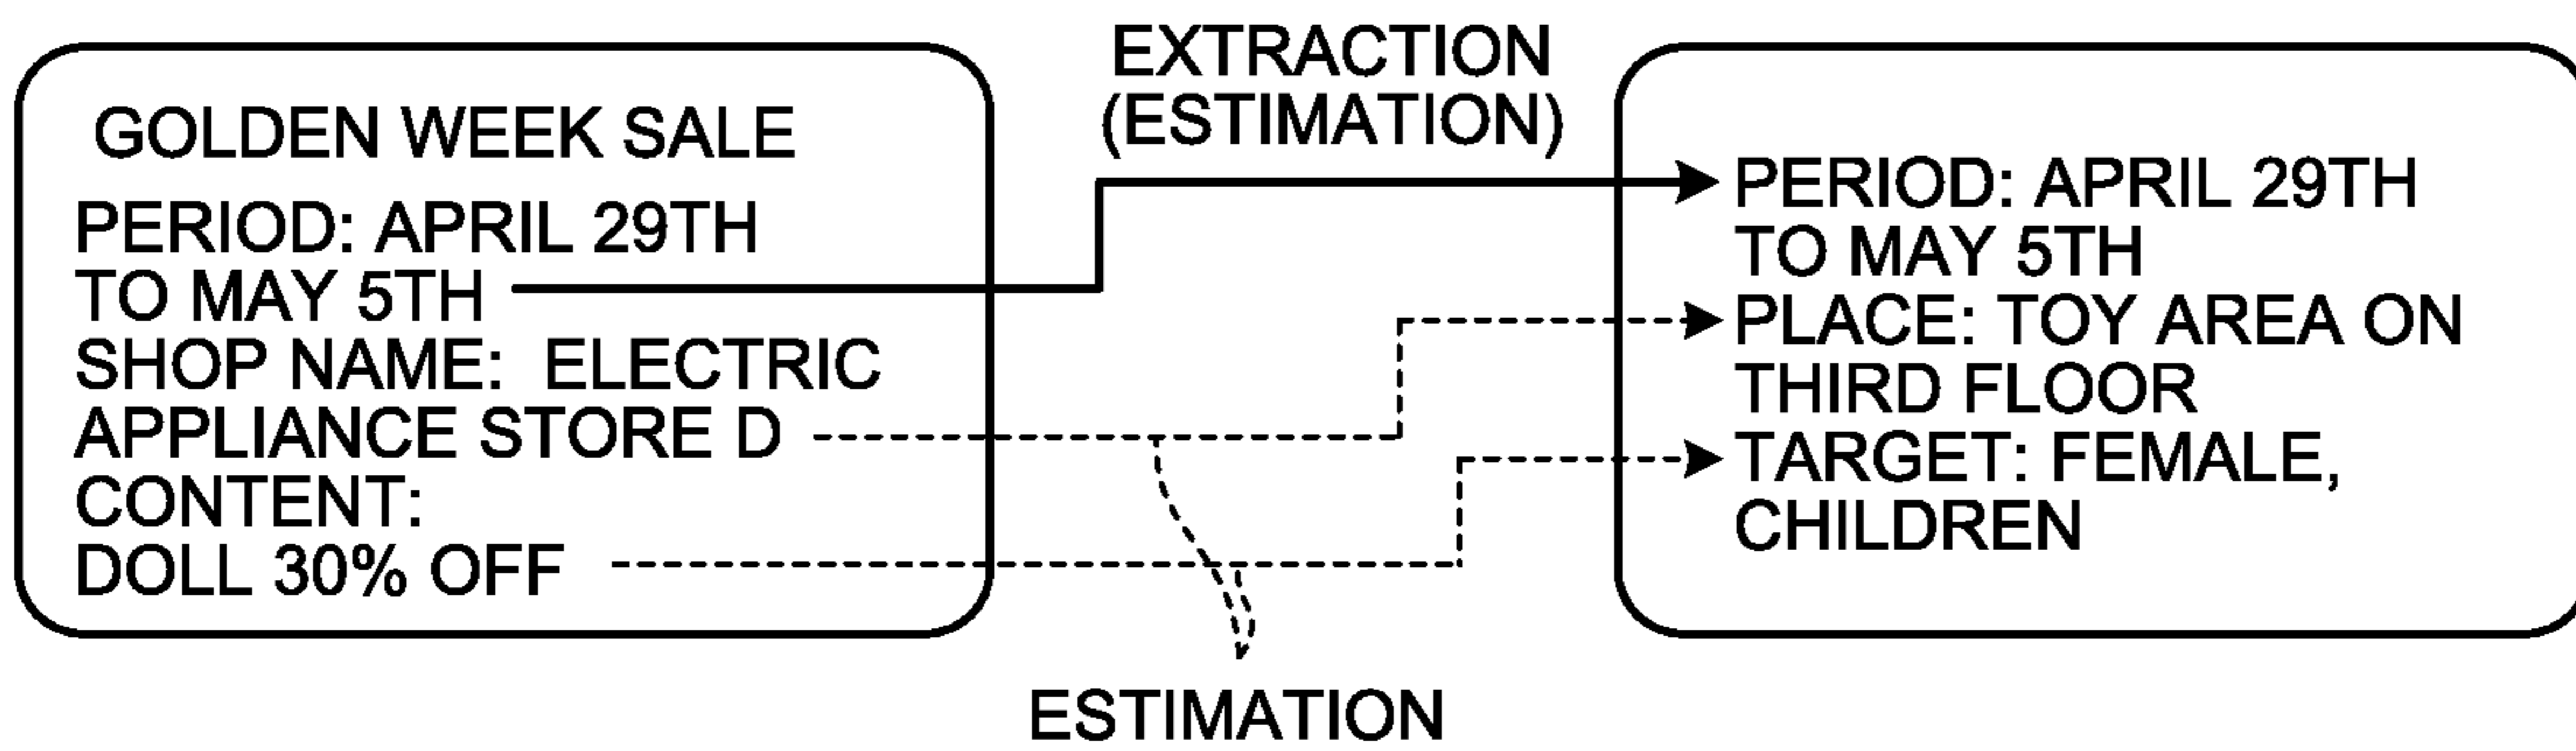 GOLDEN WEEK SALE
PERIOD: APRIL 29TH
TO MAY 5TH
SHOP NAME: ELECTRIC
APPLIANCE STORE D
CONTENT:
DOLL 30% OFF
EXTRACTION
(ESTIMATION)
PERIOD: APRIL 29TH
TO MAY 5TH
PLACE: TOY AREA ON
THIRD FLOOR
TARGET: FEMALE,
CHILDREN
ESTIMATION